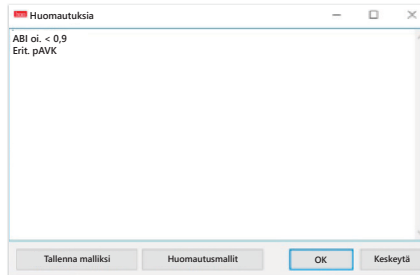 Huomautuksia
ABI oi. < 0,9
Erit. pAVK
Tallenna malliksi
Huomautusmallit
OK
Keskeytä